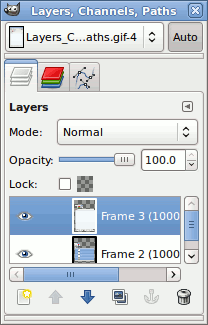 Layers, Channels, Paths
Layers_C...aths.gif-4
Auto
Layers
Mode:
Normal
Opacity:
100.0
Lock:
Frame 3 (1000
Frame 2 (1000